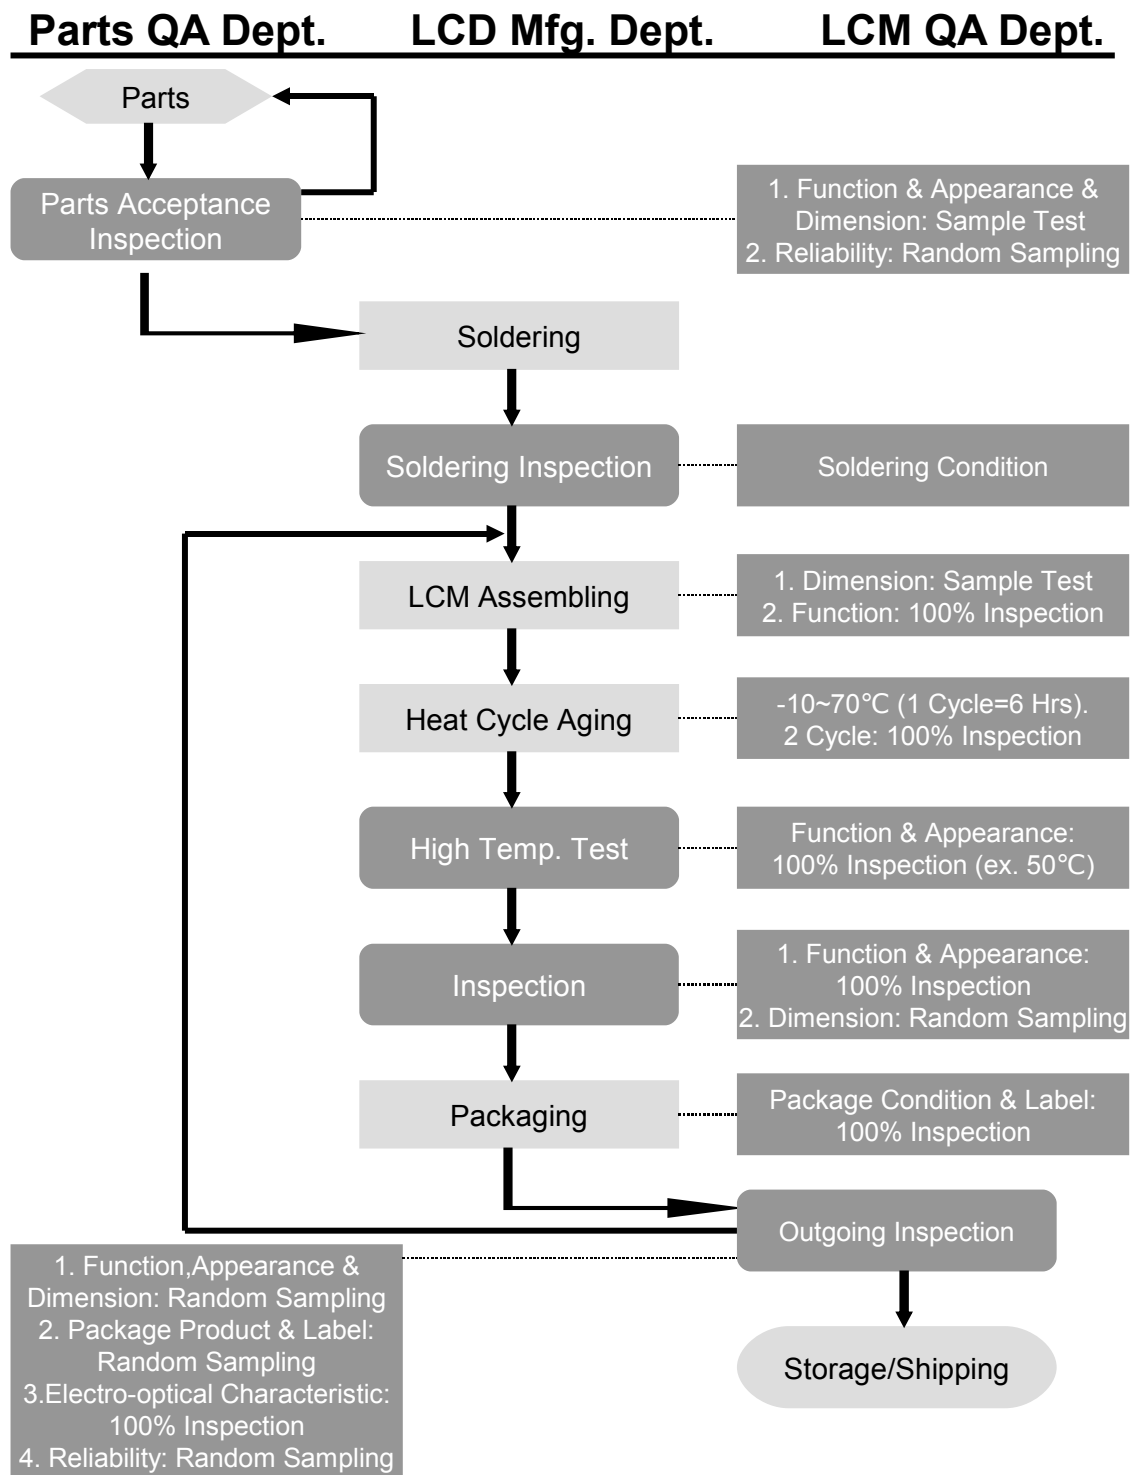 Parts QA Dept. LCD Mfg. Dept. LCM QA Dept.
Parts
Parts Acceptance
Inspection
1. Function & Appearance &
Dimension: Sample Test
2. Reliability: Random Sampling
Soldering
Soldering Inspection
Soldering Condition
LCM Assembling
1. Dimension: Sample Test
2. Function: 100% Inspection
Heat Cycle Aging
-10~70℃ (1 Cycle=6 Hrs).
2 Cycle: 100% Inspection
High Temp. Test
Function & Appearance:
100% Inspection (ex. 50℃)
Inspection
1. Function & Appearance:
100% Inspection
2. Dimension: Random Sampling
Packaging
Package Condition & Label:
100% Inspection
Outgoing Inspection
1. Function,Appearance &
Dimension: Random Sampling
2. Package Product & Label:
Random Sampling
3.Electro-optical Characteristic:
100% Inspection
4. Reliability: Random Sampling
Storage/Shipping